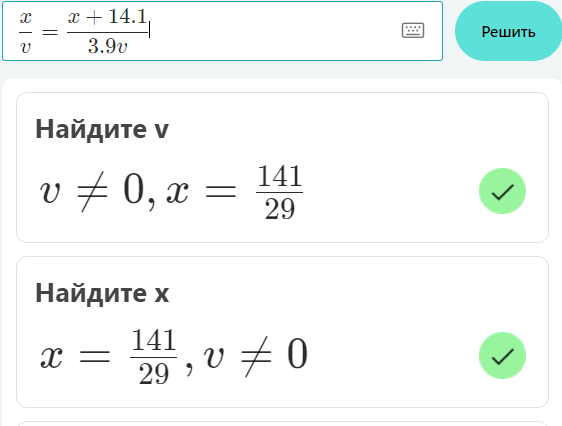 x/v = (x + 14.1)/(3.9v)
Решить
Найдите v
v ≠ 0, x = 141/29
Найдите x
x = 141/29, v ≠ 0